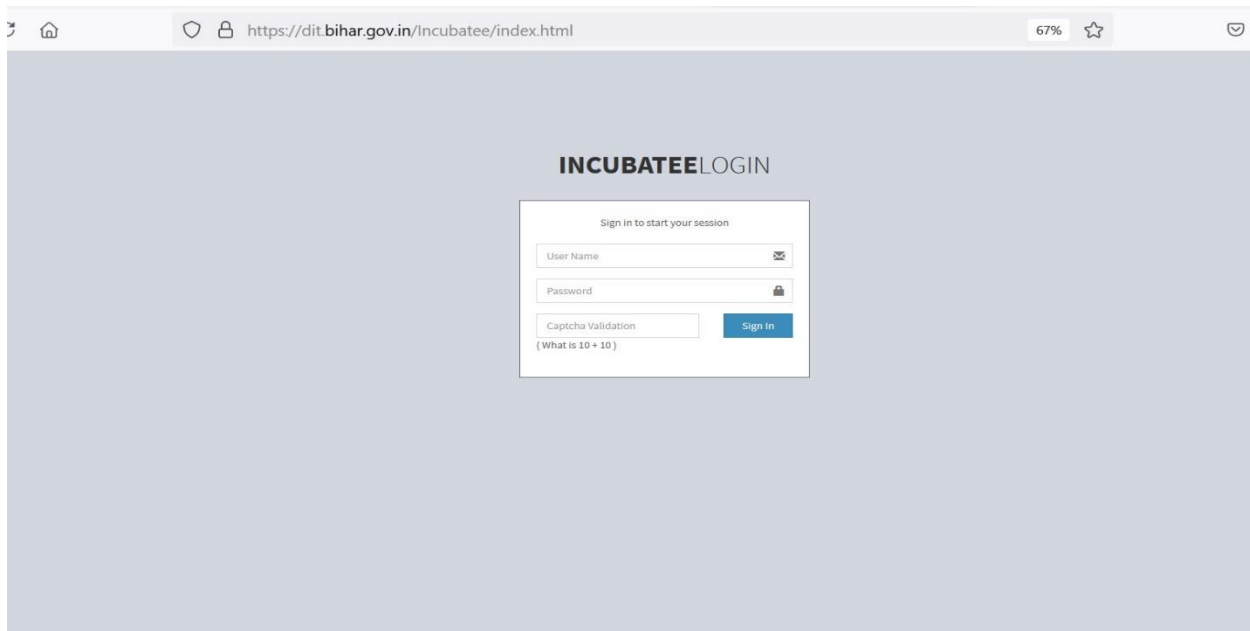 https://dit.bihar.gov.in/Incubatee/index.html 67%
INCUBATEELOGIN
Sign in to start your session
User Name
Password
Captcha Validation Sign In
( What is 10 + 10 )